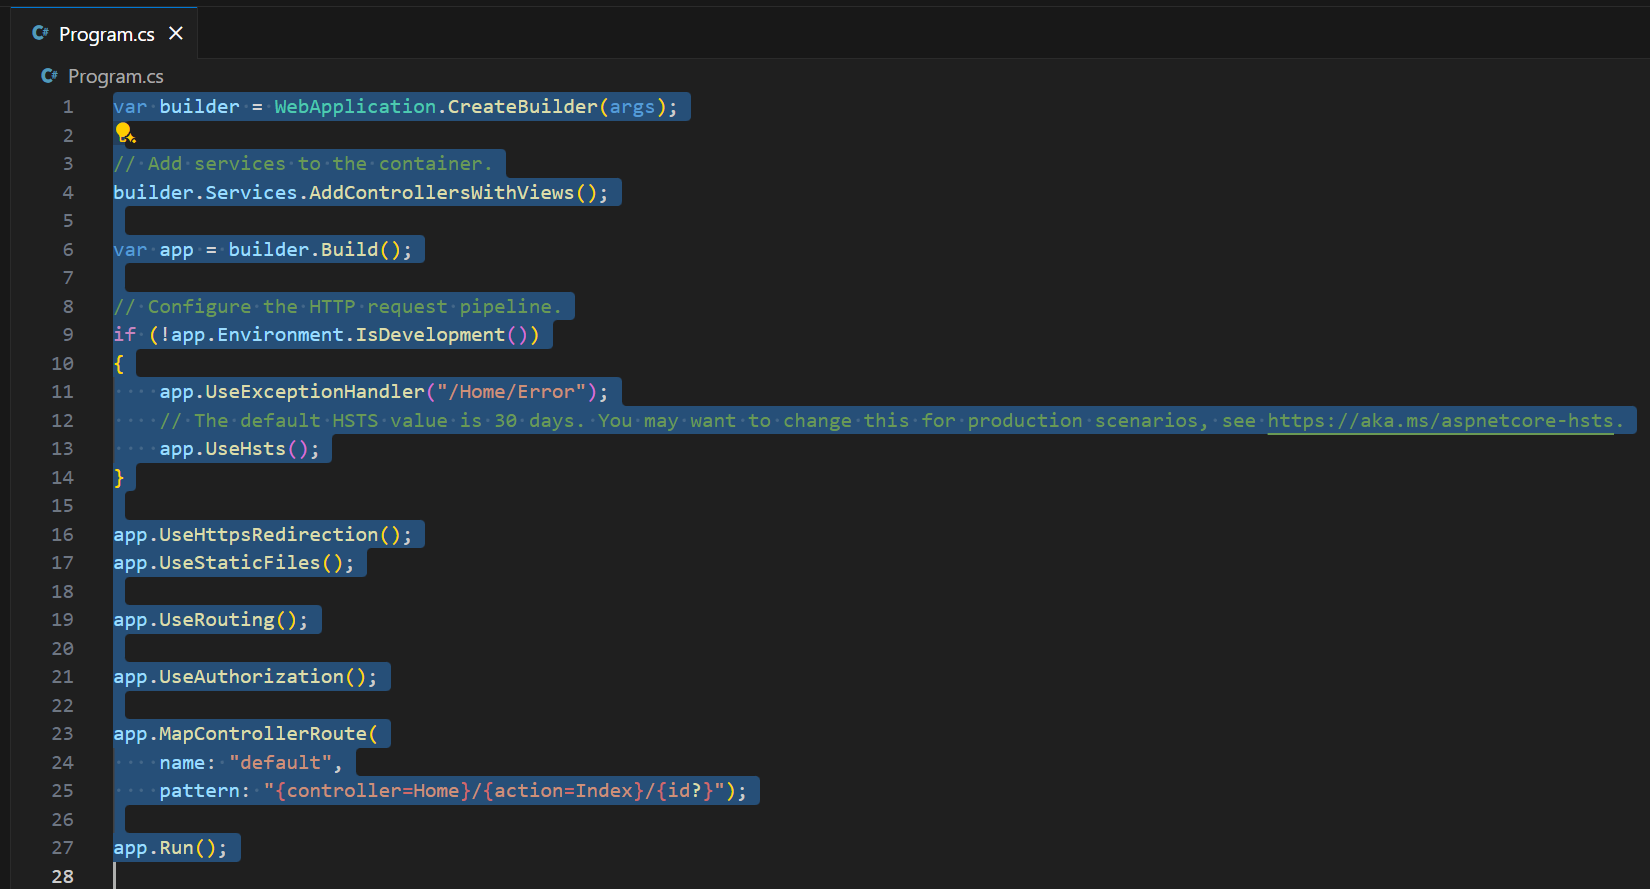 Program.cs
Program.cs
1 var builder = WebApplication.CreateBuilder(args);
2
3 // Add services to the container.
4 builder.Services.AddControllersWithViews();
5
6 var app = builder.Build();
7
8 // Configure the HTTP request pipeline.
9 if (!app.Environment.IsDevelopment())
10 {
11     app.UseExceptionHandler("/Home/Error");
12     // The default HSTS value is 30 days. You may want to change this for production scenarios, see https://aka.ms/aspnetcore-hsts.
13     app.UseHsts();
14 }
15
16 app.UseHttpsRedirection();
17 app.UseStaticFiles();
18
19 app.UseRouting();
20
21 app.UseAuthorization();
22
23 app.MapControllerRoute(
24     name: "default",
25     pattern: "{controller=Home}/{action=Index}/{id?}");
26
27 app.Run();
28